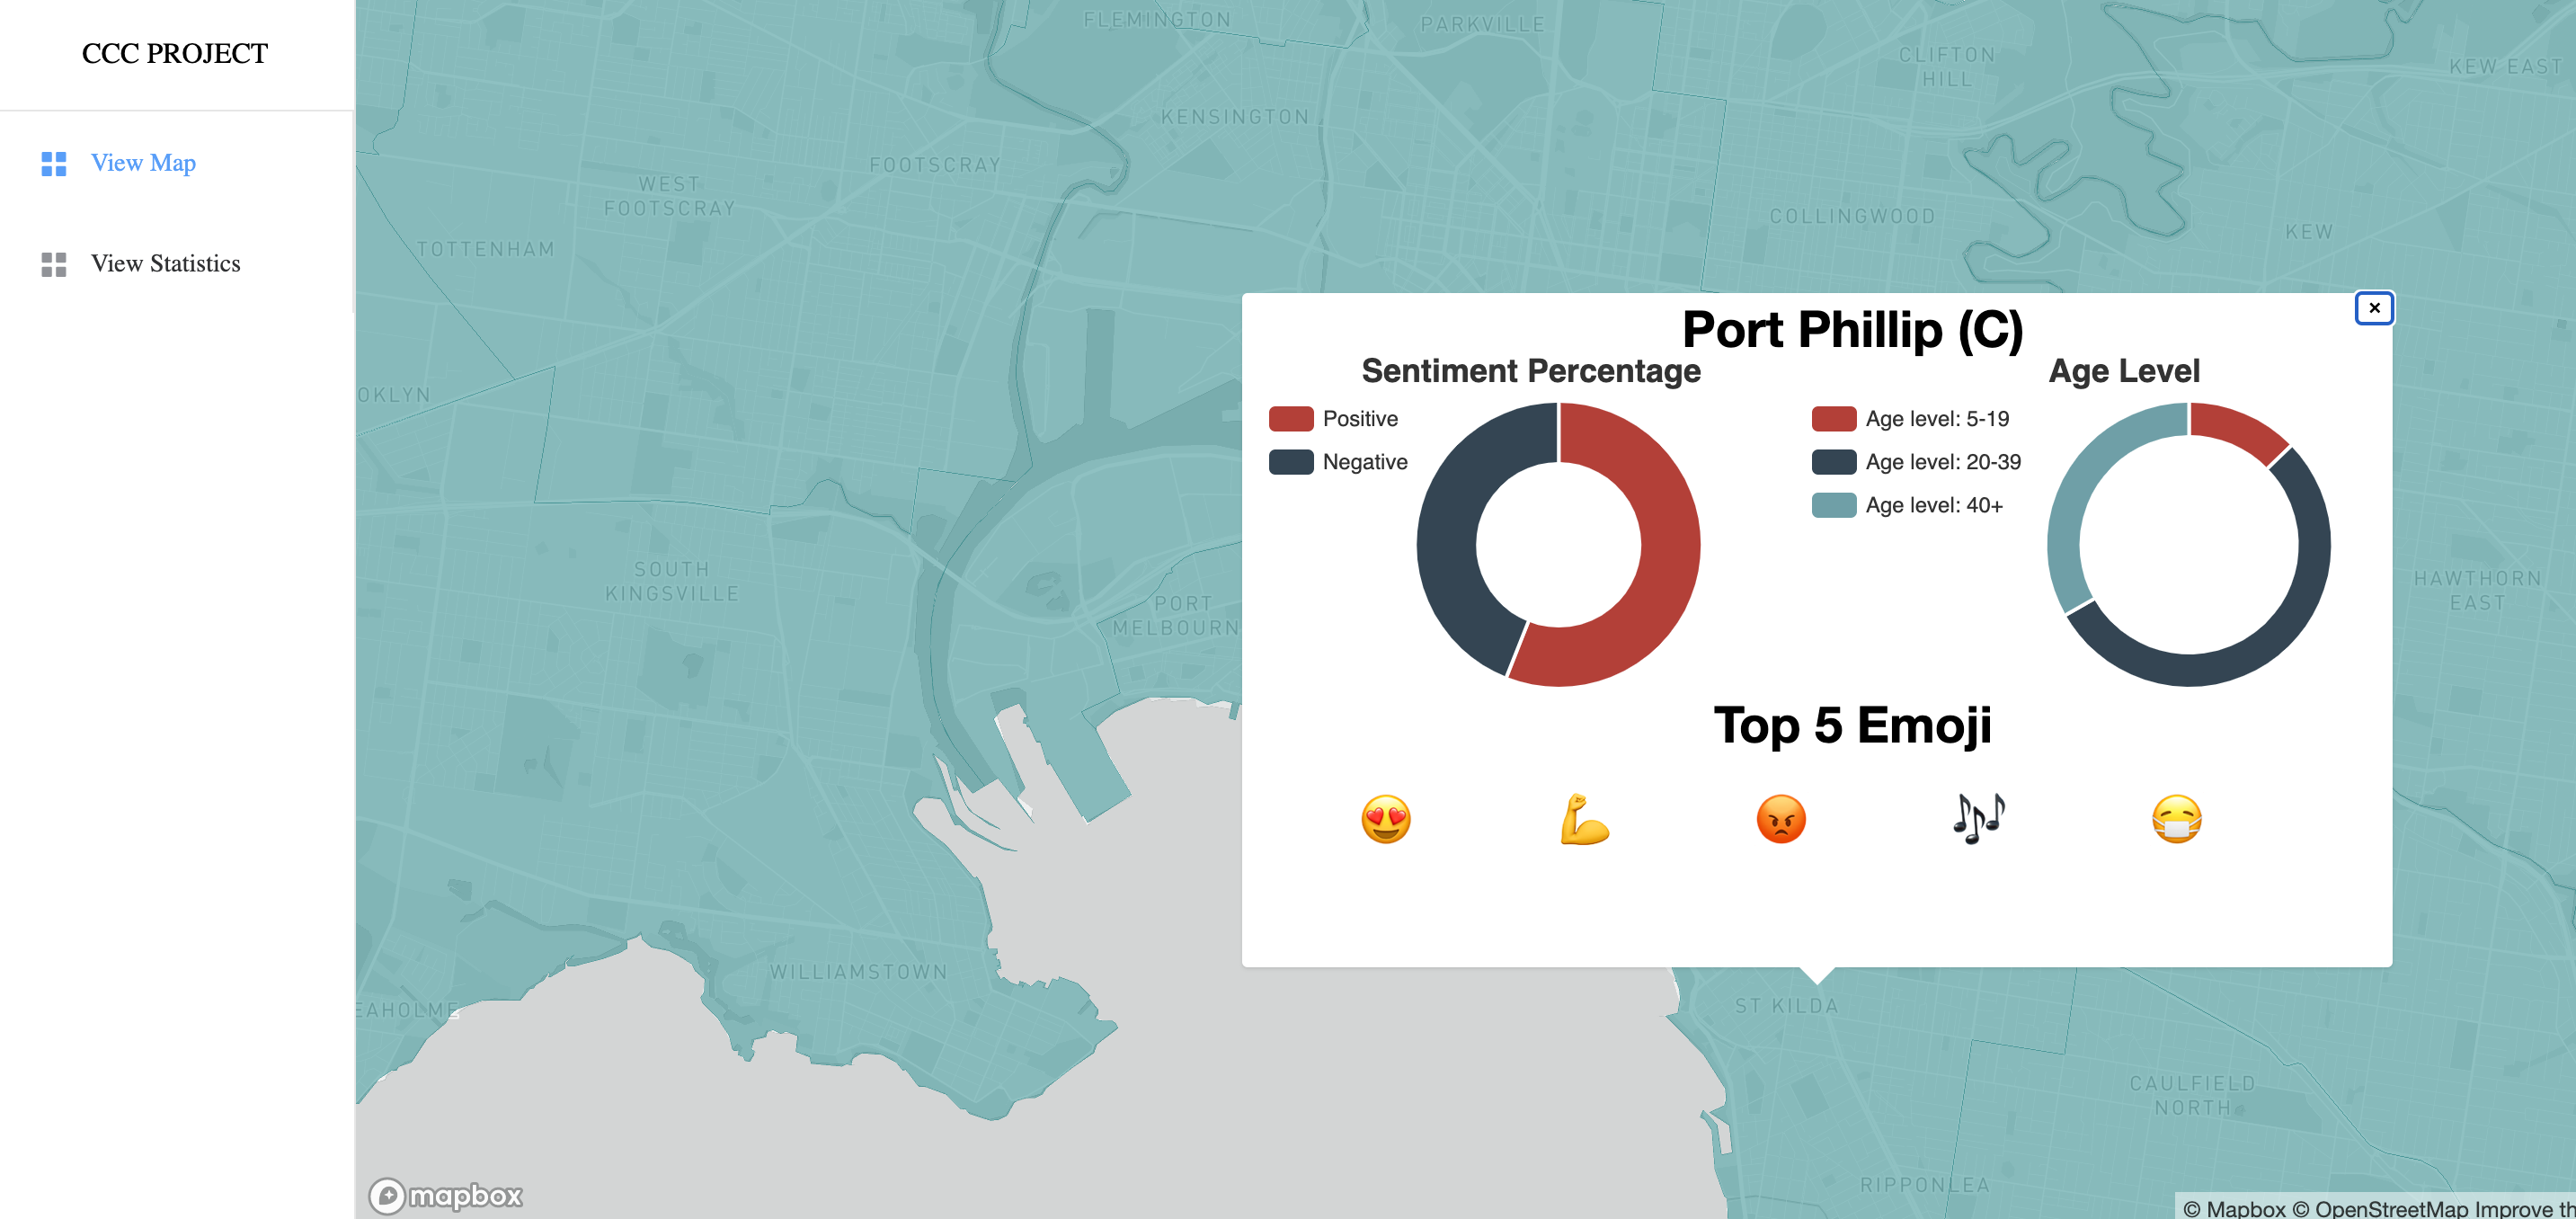 CCC PROJECT
View Map
View Statistics
FLEMINGTON
PARKVILLE
CLIFTON
HILL
KEW EAST
KENSINGTON
FOOTSCRAY
WEST
FOOTSCRAY
COLLINGWOOD
KEW
TOTTENHAM
OKLYN
SOUTH
KINGSVILLE
PORT
MELBOURN
HAWTHORN
EAST
Port Phillip (C)
×
Sentiment Percentage
Positive
Negative
Age Level
Age level: 5-19
Age level: 20-39
Age level: 40+
Top 5 Emoji
😍 💪 😡 🎶 😷
WILLIAMSTOWN
EAHOLME
ST KILDA
CAULFIELD
NORTH
RIPPONLEA
mapbox
© Mapbox © OpenStreetMap Improve th